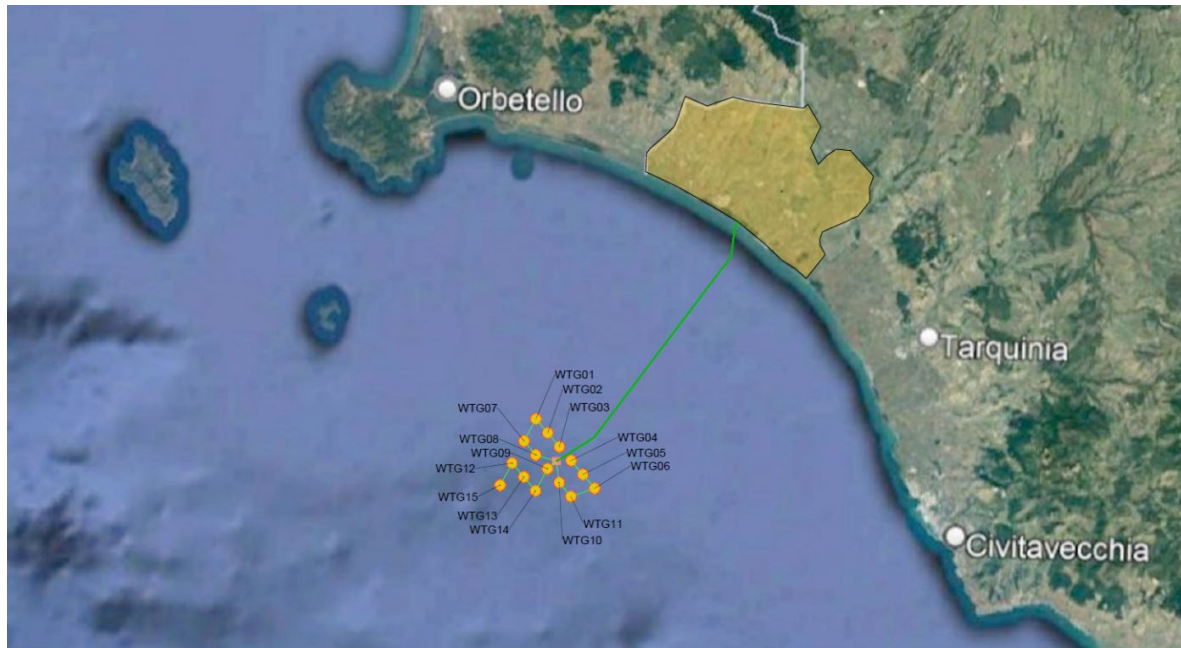 Orbetello
Tarquinia
WTG01
WTG02
WTG07
WTG03
WTG08
WTG04
WTG09
WTG05
WTG12
WTG06
WTG15
WTG13
WTG14
WTG11
WTG10
Civitavecchia